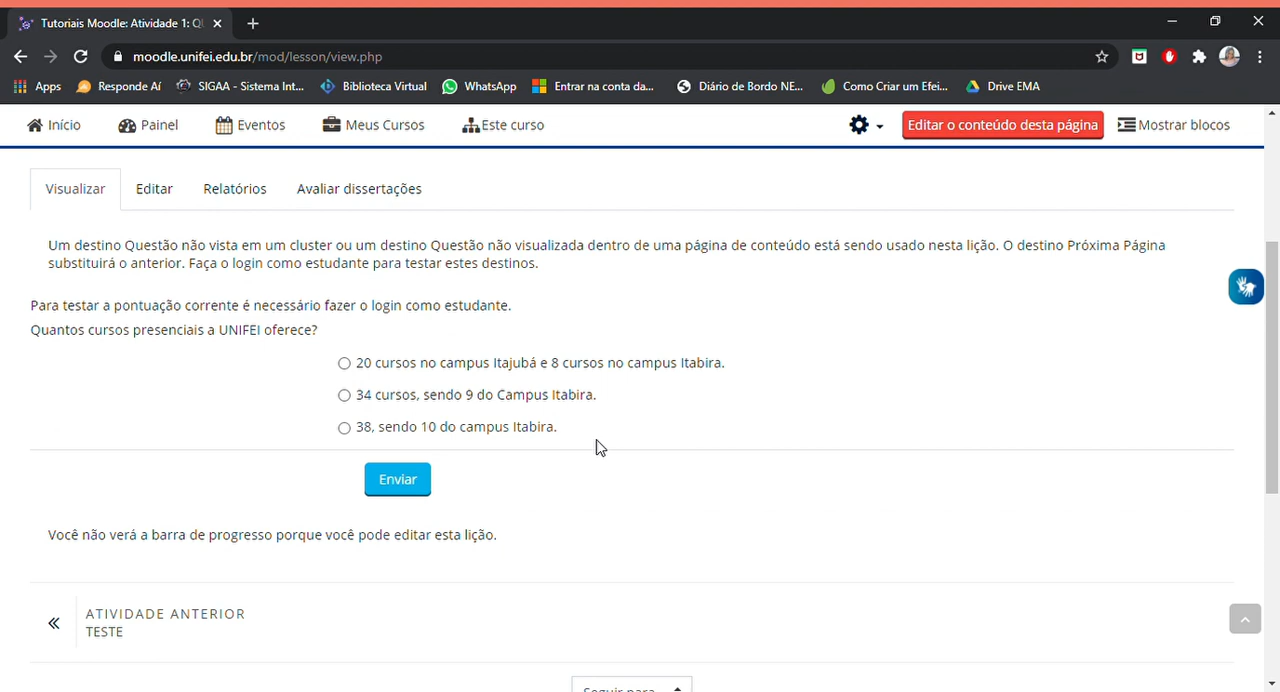 Tutoriais Moodle: Atividade 1: QU
moodle.unifei.edu.br/mod/lesson/view.php
Apps Responde Aí SIGAA - Sistema Int... Biblioteca Virtual WhatsApp Entrar na conta da... Diário de Bordo NE... Como Criar um Efei... Drive EMA
Início Painel Eventos Meus Cursos Este curso Editar o conteúdo desta página Mostrar blocos
Visualizar Editar Relatórios Avaliar dissertações
Um destino Questão não vista em um cluster ou um destino Questão não visualizada dentro de uma página de conteúdo está sendo usado nesta lição. O destino Próxima Página
substituirá o anterior. Faça o login como estudante para testar estes destinos.
Para testar a pontuação corrente é necessário fazer o login como estudante.
Quantos cursos presenciais a UNIFEI oferece?
20 cursos no campus Itajubá e 8 cursos no campus Itabira.
34 cursos, sendo 9 do Campus Itabira.
38, sendo 10 do campus Itabira.
Enviar
Você não verá a barra de progresso porque você pode editar esta lição.
ATIVIDADE ANTERIOR
TESTE
Seguir para...